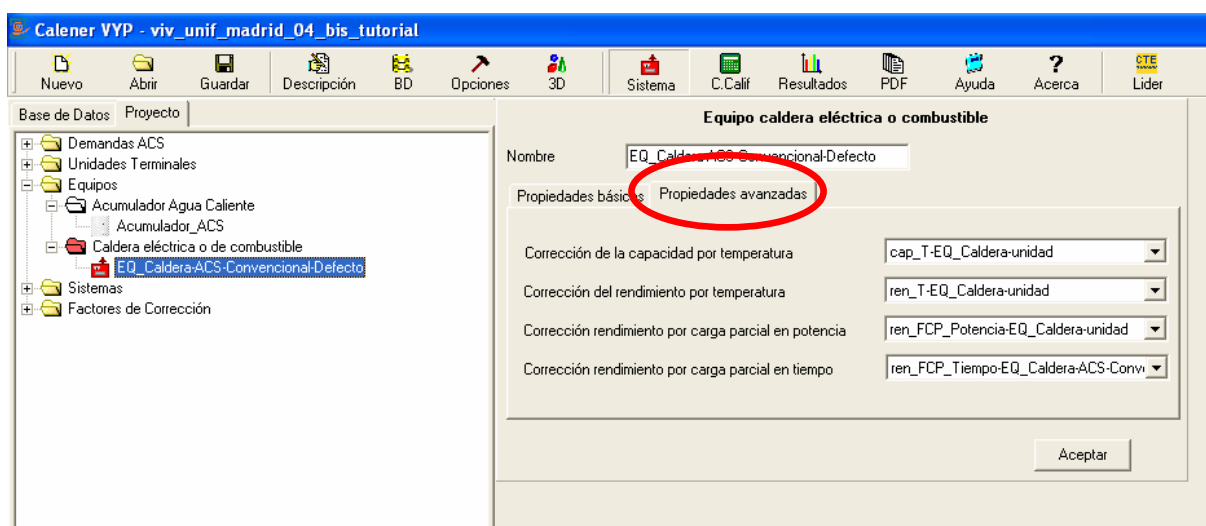 Calener VYP - viv_unif_madrid_04_bis_tutorial
Nuevo Abrir Guardar Descripción BD Opciones 3D Sistema C.Calif Resultados PDF Ayuda Acerca CTE Lider
Base de Datos Proyecto
Demandas ACS
Unidades Terminales
Equipos
Acumulador Agua Caliente
Acumulador_ACS
Caldera eléctrica o de combustible
EQ_Caldera-ACS-Convencional-Defecto
Sistemas
Factores de Corrección
Equipo caldera eléctrica o combustible
Nombre EQ_Caldera-ACS-Convencional-Defecto
Propiedades básicas Propiedades avanzadas
Corrección de la capacidad por temperatura cap_T-EQ_Caldera-unidad
Corrección del rendimiento por temperatura ren_T-EQ_Caldera-unidad
Corrección rendimiento por carga parcial en potencia ren_FCP_Potencia-EQ_Caldera-unidad
Corrección rendimiento por carga parcial en tiempo ren_FCP_Tiempo-EQ_Caldera-ACS-Conv
Aceptar